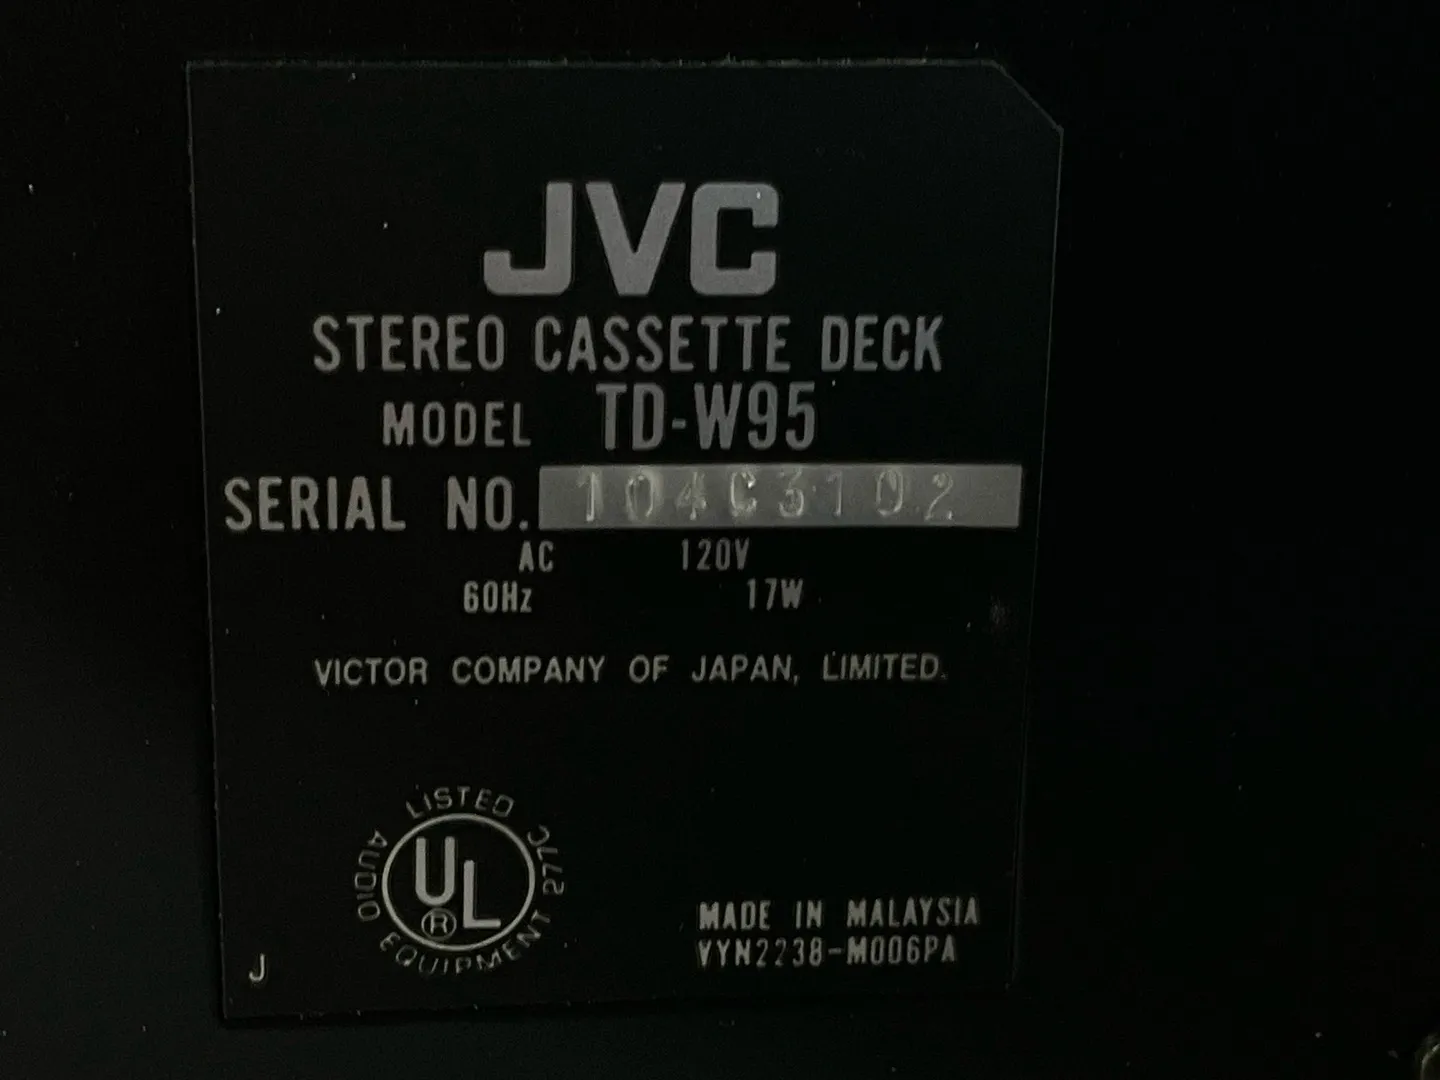 JVC
STEREO CASSETTE DECK
MODEL TD-W95
SERIAL NO. 104C3102
AC 120V
60Hz 17W
VICTOR COMPANY OF JAPAN, LIMITED.
LISTED
UL
®
AUDIO EQUIPMENT 277C
J
MADE IN MALAYSIA
VYN2238-M006PA